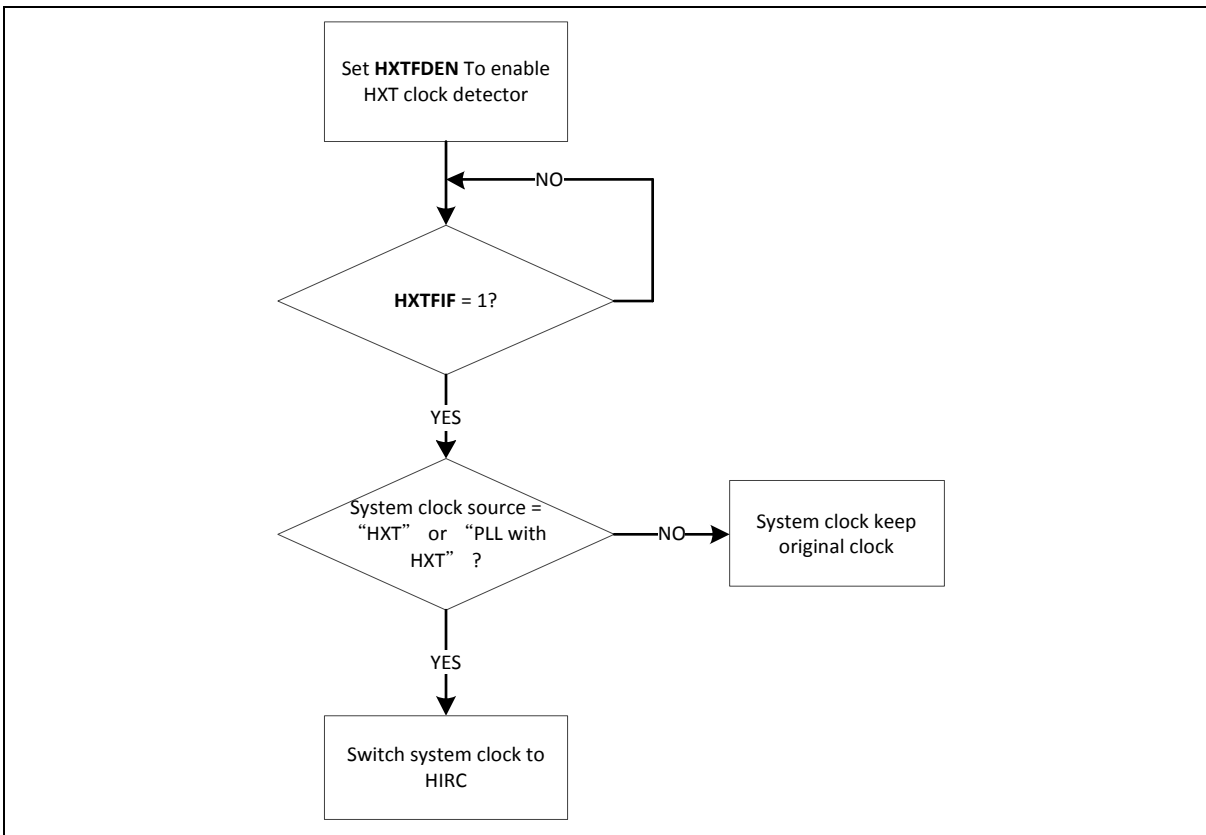 Set HXTFDEN To enable
HXT clock detector
NO
HXTFIF = 1?
YES
System clock source =
“HXT” or “PLL with
HXT” ?
NO
System clock keep
original clock
YES
Switch system clock to
HIRC